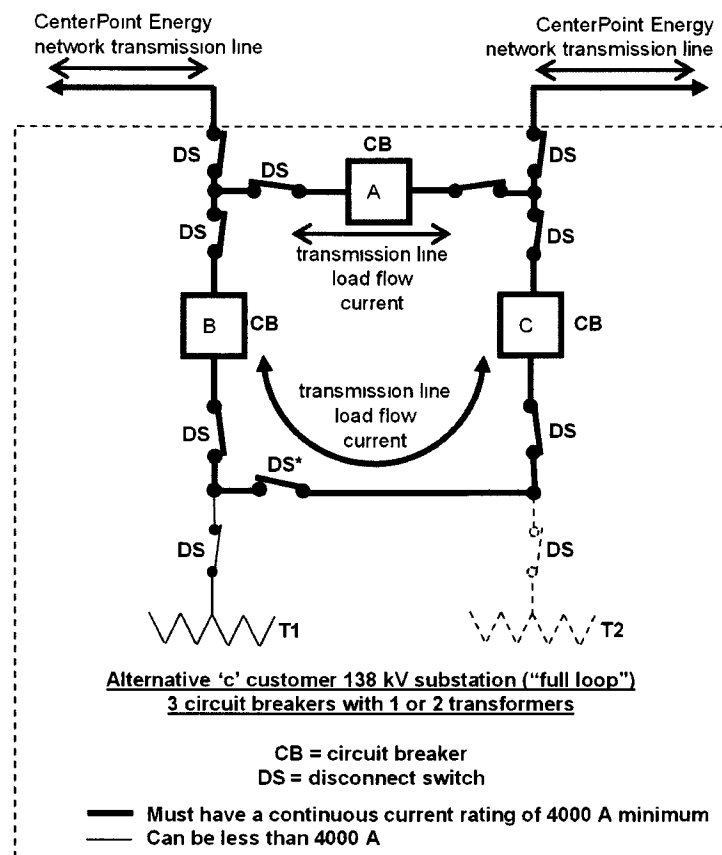 CenterPoint Energy
network transmission line
CenterPoint Energy
network transmission line
DS
DS
CB
A
DS
DS
transmission line
load flow
current
DS
B
CB
C
CB
transmission line
load flow
current
DS
DS*
DS
DS
DS
T1
T2
Alternative ‘c’ customer 138 kV substation (“full loop”)
3 circuit breakers with 1 or 2 transformers
CB = circuit breaker
DS = disconnect switch
Must have a continuous current rating of 4000 A minimum
Can be less than 4000 A